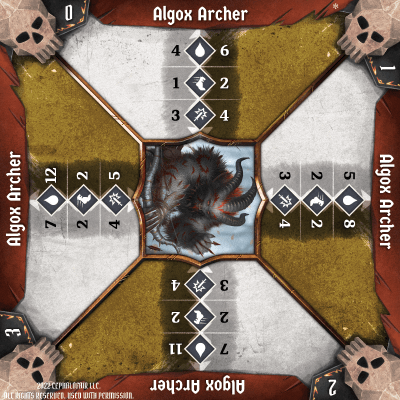 0
Algox Archer
4 6
1 2
3 4
1
Algox Archer
5 8
2 2
3 4
2
Algox Archer
7 11
2 2
3 4
3
Algox Archer
7 12
2 2
4 5
2022 CEPHALOFAIR LLC.
ALL RIGHTS RESERVED. USED WITH PERMISSION.